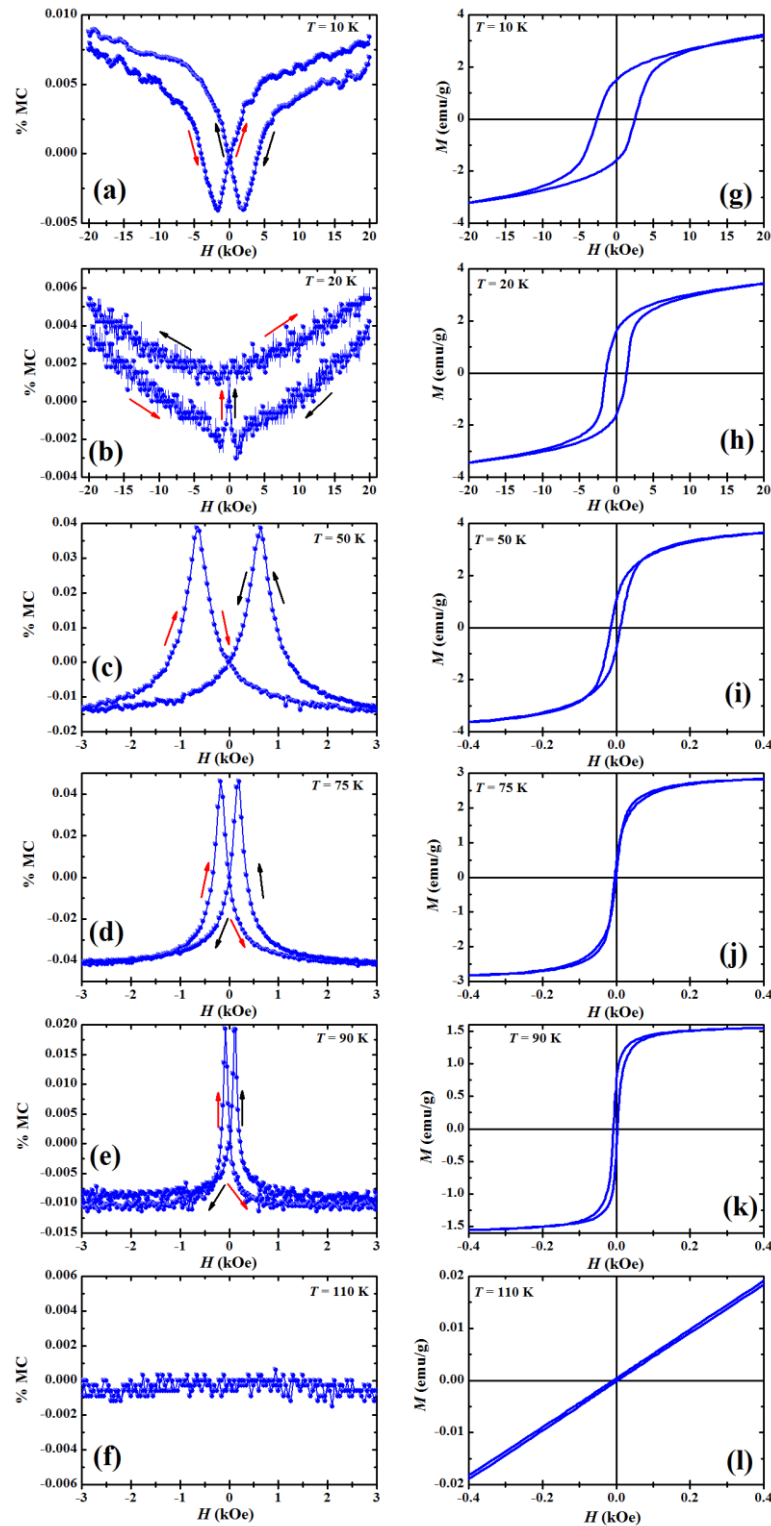 % MC
0.010
0.005
0.000
-0.005
T = 10 K
(a)
-20 -15 -10 -5 0 5 10 15 20
H (kOe)
M (emu/g)
4
2
0
-2
-4
T = 10 K
(g)
-20 -15 -10 -5 0 5 10 15 20
H (kOe)
% MC
0.006
0.004
0.002
0.000
-0.002
-0.004
T = 20 K
(b)
-20 -15 -10 -5 0 5 10 15 20
H (kOe)
M (emu/g)
4
2
0
-2
-4
T = 20 K
(h)
-20 -15 -10 -5 0 5 10 15 20
H (kOe)
% MC
0.04
0.03
0.02
0.01
0.00
-0.01
-0.02
T = 50 K
(c)
-3 -2 -1 0 1 2 3
H (kOe)
M (emu/g)
4
2
0
-2
-4
T = 50 K
(i)
-0.4 -0.2 0.0 0.2 0.4
H (kOe)
% MC
0.04
0.02
0.00
-0.02
-0.04
T = 75 K
(d)
-3 -2 -1 0 1 2 3
H (kOe)
M (emu/g)
3
2
1
0
-1
-2
-3
T = 75 K
(j)
-0.4 -0.2 0.0 0.2 0.4
H (kOe)
% MC
0.020
0.015
0.010
0.005
0.000
-0.005
-0.010
-0.015
T = 90 K
(e)
-3 -2 -1 0 1 2 3
H (kOe)
M (emu/g)
1.5
1.0
0.5
0.0
-0.5
-1.0
-1.5
T = 90 K
(k)
-0.4 -0.2 0.0 0.2 0.4
H (kOe)
% MC
0.006
0.004
0.002
0.000
-0.002
-0.004
-0.006
T = 110 K
(f)
-3 -2 -1 0 1 2 3
H (kOe)
M (emu/g)
0.02
0.01
0.00
-0.01
-0.02
T = 110 K
(l)
-0.4 -0.2 0.0 0.2 0.4
H (kOe)